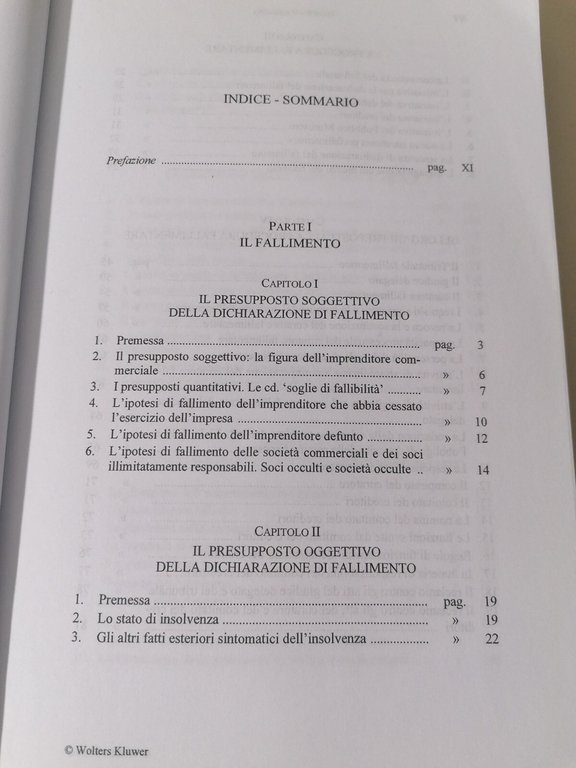 INDICE - SOMMARIO
Prefazione ........ pag. XI
PARTE I
IL FALLIMENTO
CAPITOLO I
IL PRESUPPOSTO SOGGETTIVO
DELLA DICHIARAZIONE DI FALLIMENTO
1. Premessa ........ pag. 3
2. Il presupposto soggettivo: la figura dell'imprenditore com-
merciale ........ » 6
3. I presupposti quantitativi. Le cd. 'soglie di fallibilità' .......... » 7
4. L'ipotesi di fallimento dell'imprenditore che abbia cessato
l'esercizio dell'impresa ........ » 10
5. L'ipotesi di fallimento dell'imprenditore defunto ........ » 12
6. L'ipotesi di fallimento delle società commerciali e dei soci
illimitatamente responsabili. Soci occulti e società occulte .. » 14
CAPITOLO II
IL PRESUPPOSTO OGGETTIVO
DELLA DICHIARAZIONE DI FALLIMENTO
1. Premessa ........ pag. 19
2. Lo stato di insolvenza ........ » 19
3. Gli altri fatti esteriori sintomatici dell'insolvenza ........ » 22
© Wolters Kluwer